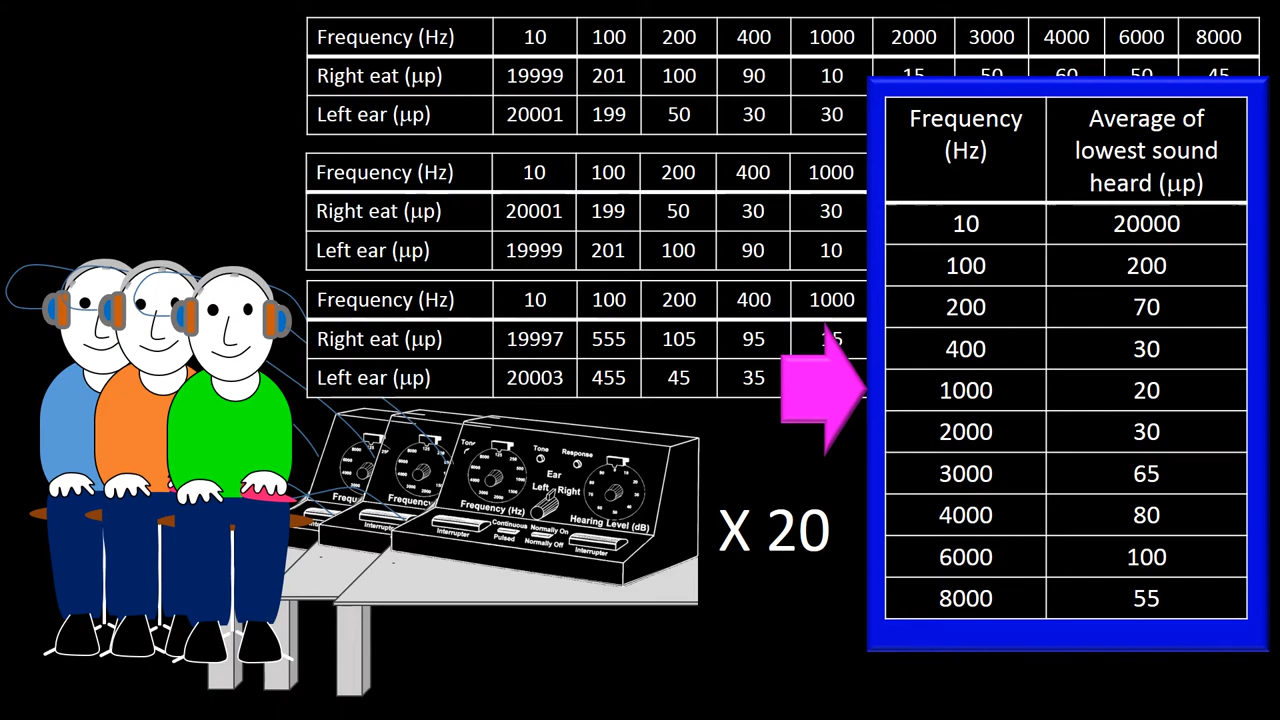 Frequency (Hz) 10 100 200 400 1000 2000 3000 4000 6000 8000
Right eat (µp) 19999 201 100 90 10 15 50 60 50 45
Left ear (µp) 20001 199 50 30 30
Frequency (Hz) 10 100 200 400 1000
Right eat (µp) 20001 199 50 30 30
Left ear (µp) 19999 201 100 90 10
Frequency (Hz) 10 100 200 400 1000
Right eat (µp) 19997 555 105 95 15
Left ear (µp) 20003 455 45 35
Frequency (Hz) Average of lowest sound heard (µp)
10 20000
100 200
200 70
400 30
1000 20
2000 30
3000 65
4000 80
6000 100
8000 55
Tone Response
Ear
Left Right
Frequency (Hz) Hearing Level (dB)
Continuous Normally On
Interrupter Pulsed Normally Off Interrupter
X 20